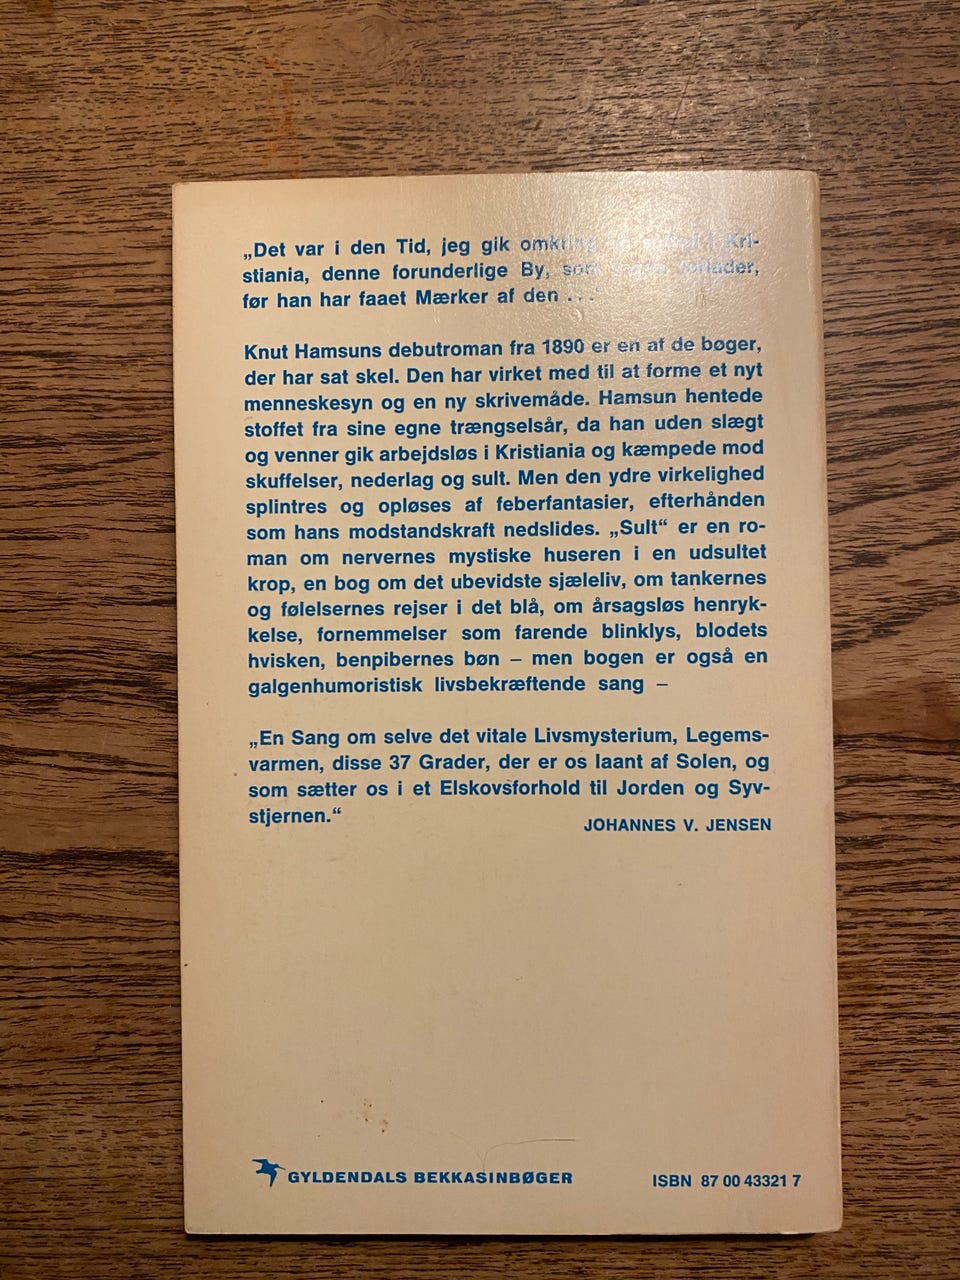 „Det var i den Tid, jeg gik omkring og sulted i Kri-
stiania, denne forunderlige By, som ingen forlader,
før han har faaet Mærker af den . . ."
Knut Hamsuns debutroman fra 1890 er en af de bøger,
der har sat skel. Den har virket med til at forme et nyt
menneskesyn og en ny skrivemåde. Hamsun hentede
stoffet fra sine egne trængselsår, da han uden slægt
og venner gik arbejdsløs i Kristiania og kæmpede mod
skuffelser, nederlag og sult. Men den ydre virkelighed
splintres og opløses af feberfantasier, efterhånden
som hans modstandskraft nedslides. „Sult“ er en ro-
man om nervernes mystiske huseren i en udsultet
krop, en bog om det ubevidste sjæleliv, om tankernes
og følelsernes rejser i det blå, om årsagsløs henryk-
kelse, fornemmelser som farende blinklys, blodets
hvisken, benpibernes bøn – men bogen er også en
galgenhumoristisk livsbekræftende sang –
„En Sang om selve det vitale Livsmysterium, Legems-
varmen, disse 37 Grader, der er os laant af Solen, og
som sætter os i et Elskovsforhold til Jorden og Syv-
stjernen.“
JOHANNES V. JENSEN
GYLDENDALS BEKKASINBØGER
ISBN 87 00 43321 7